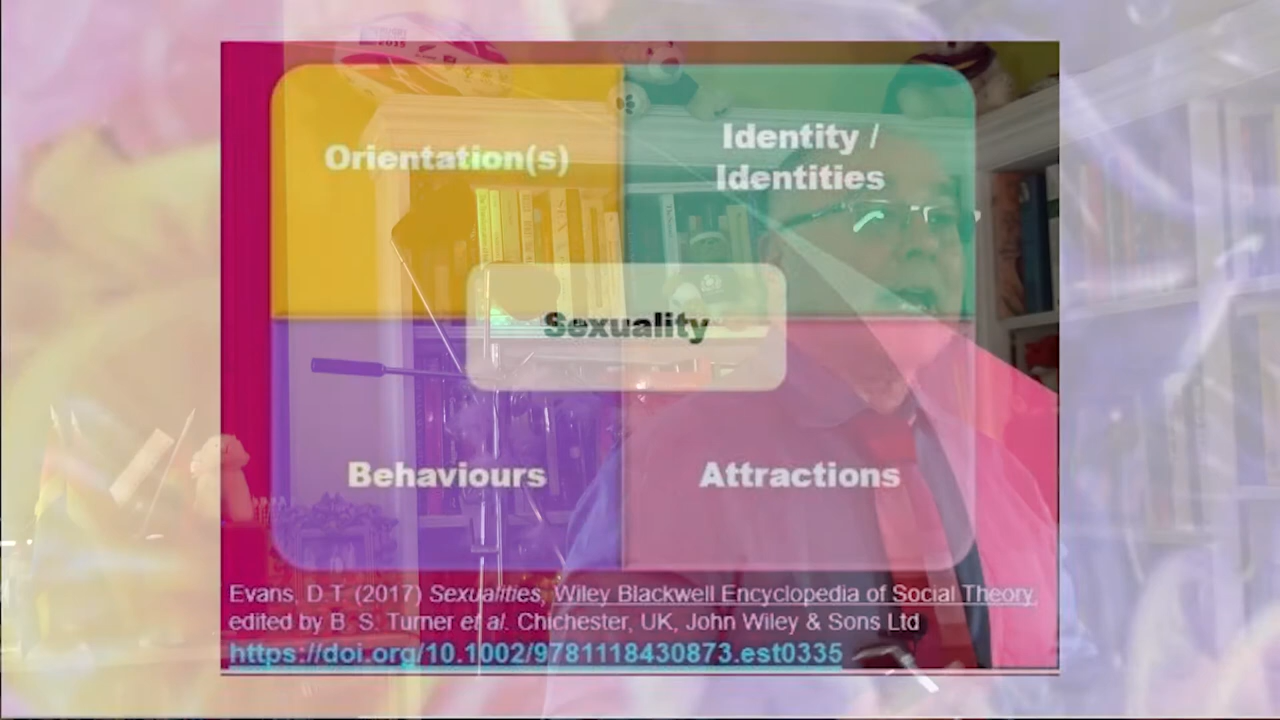 2015
Orientation(s)
Identity /
Identities
Sexuality
Behaviours
Attractions
Evans, D T (2017) Sexualities, Wiley Blackwell Encyclopedia of Social Theory,
edited by B. S. Turner et al. Chichester, UK, John Wiley & Sons Ltd
https://doi.org/10.1002/9781118430873.est0335